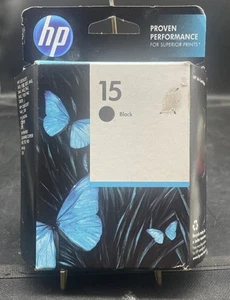 hp
PROVEN
PERFORMANCE
FOR SUPERIOR PRINTS†
15
Black